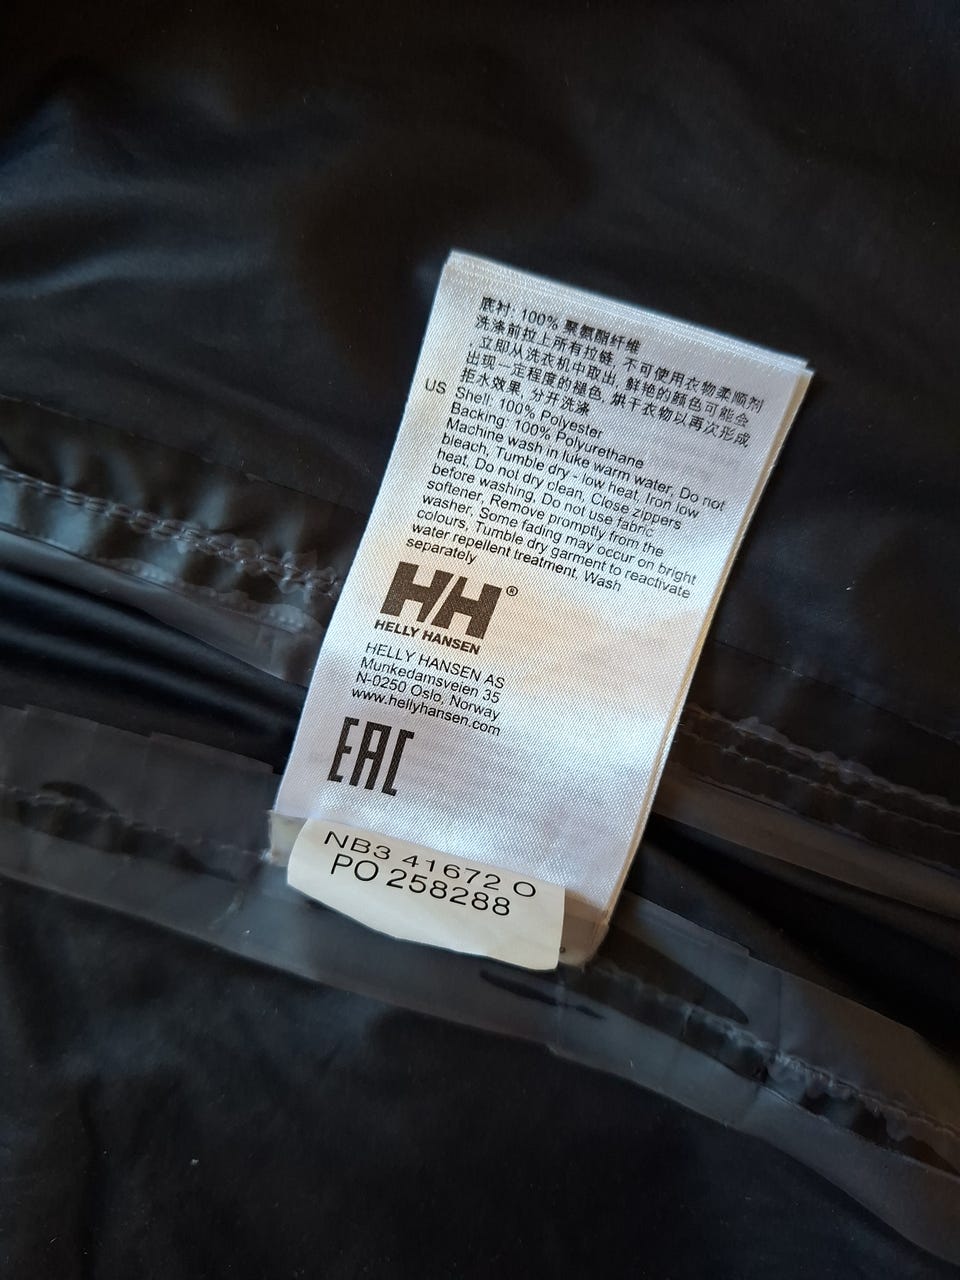 底衬: 100% 聚氨酯纤维
洗涤前拉上所有拉链, 不可使用衣物柔顺剂
, 立即从洗衣机中取出, 鲜艳的颜色可能会
出现一定程度的褪色, 烘干衣物以再次形成
拒水效果, 分开洗涤
US Shell: 100% Polyester
Backing: 100% Polyurethane
Machine wash in luke warm water, Do not
bleach, Tumble dry - low heat, Iron low
heat, Do not dry clean, Close zippers
before washing, Do not use fabric
softener, Remove promptly from the
washer. Some fading may occur on bright
colours, Tumble dry garment to reactivate
water repellent treatment, Wash
separately
HH®
HELLY HANSEN
HELLY HANSEN AS
Munkedamsveien 35
N-0250 Oslo, Norway
www.hellyhansen.com
EAC
NB3 41672 O
PO 258288